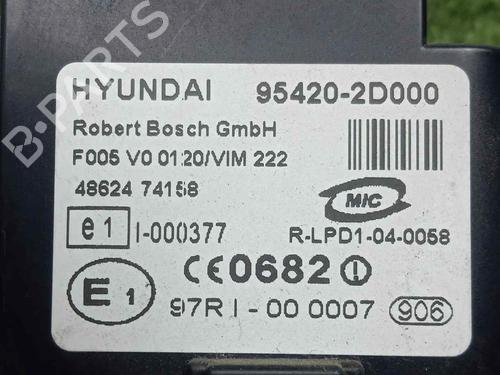 HYUNDAI 95420-2D000
Robert Bosch GmbH
F005 V0 0120/VIM 222
48624 74158
MIC
e1 I-000377 R-LPD1-04-0058
CE0682
E1 97R I-00 0007 906
B-PARTS